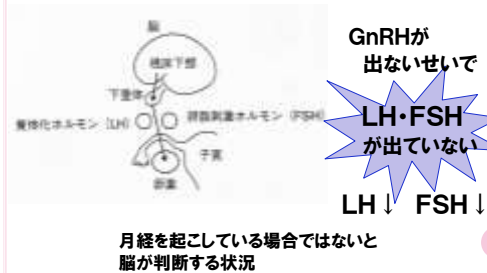 脳
視床下部
下垂体
黄体化ホルモン (LH)
卵胞刺激ホルモン (FSH)
子宮
卵巣
GnRHが
出ないせいで
LH・FSH
が出ていない
LH↓ FSH↓
月経を起こしている場合ではないと
脳が判断する状況